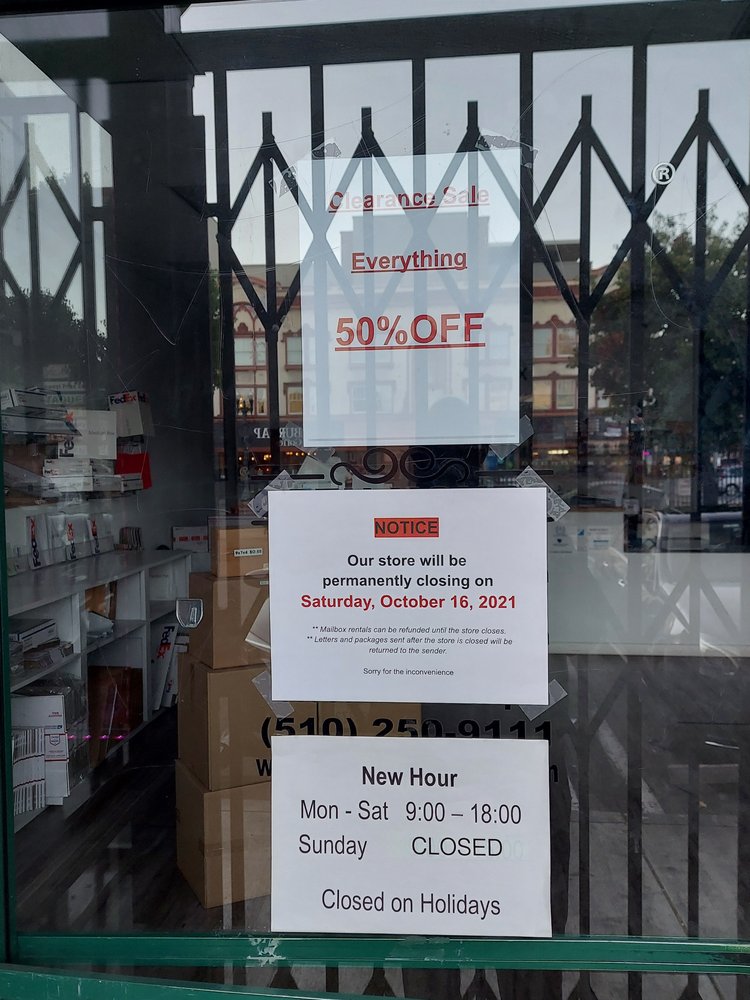 ®
Clearance Sale
Everything
50%OFF
FedEx
NOTICE
Our store will be
permanently closing on
Saturday, October 16, 2021
** Mailbox rentals can be refunded until the store closes.
** Letters and packages sent after the store is closed will be
returned to the sender.
Sorry for the inconvenience
(510) 250-9111
New Hour
Mon - Sat 9:00 – 18:00
Sunday CLOSED
Closed on Holidays